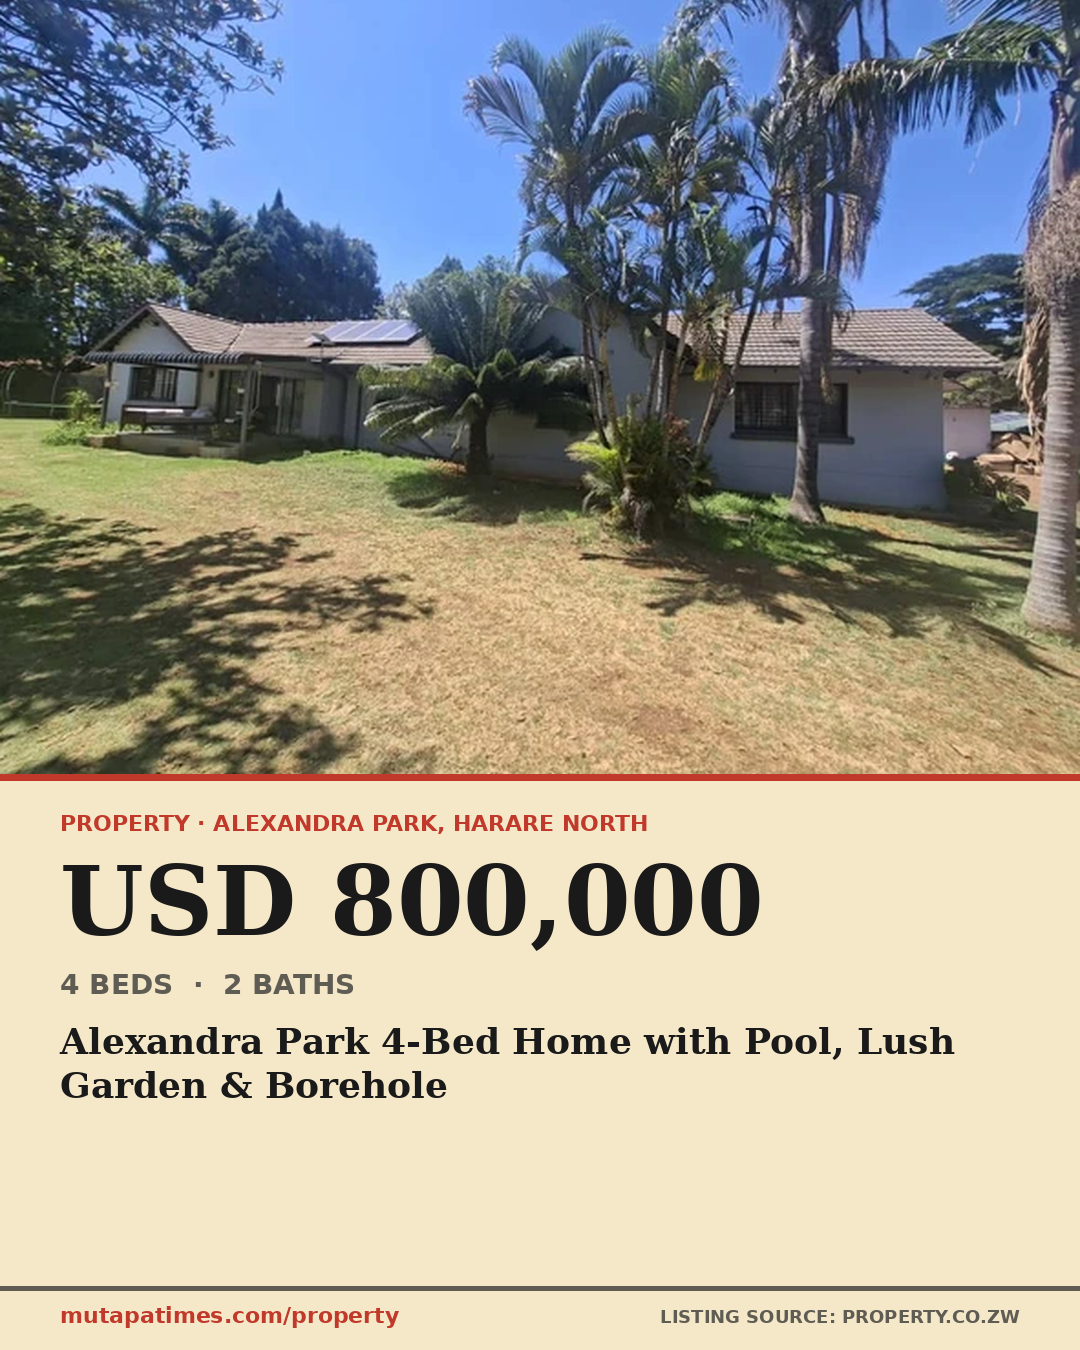 PROPERTY · ALEXANDRA PARK, HARARE NORTH
USD 800,000
4 BEDS · 2 BATHS
Alexandra Park 4-Bed Home with Pool, Lush
Garden & Borehole
mutapatimes.com/property
LISTING SOURCE: PROPERTY.CO.ZW